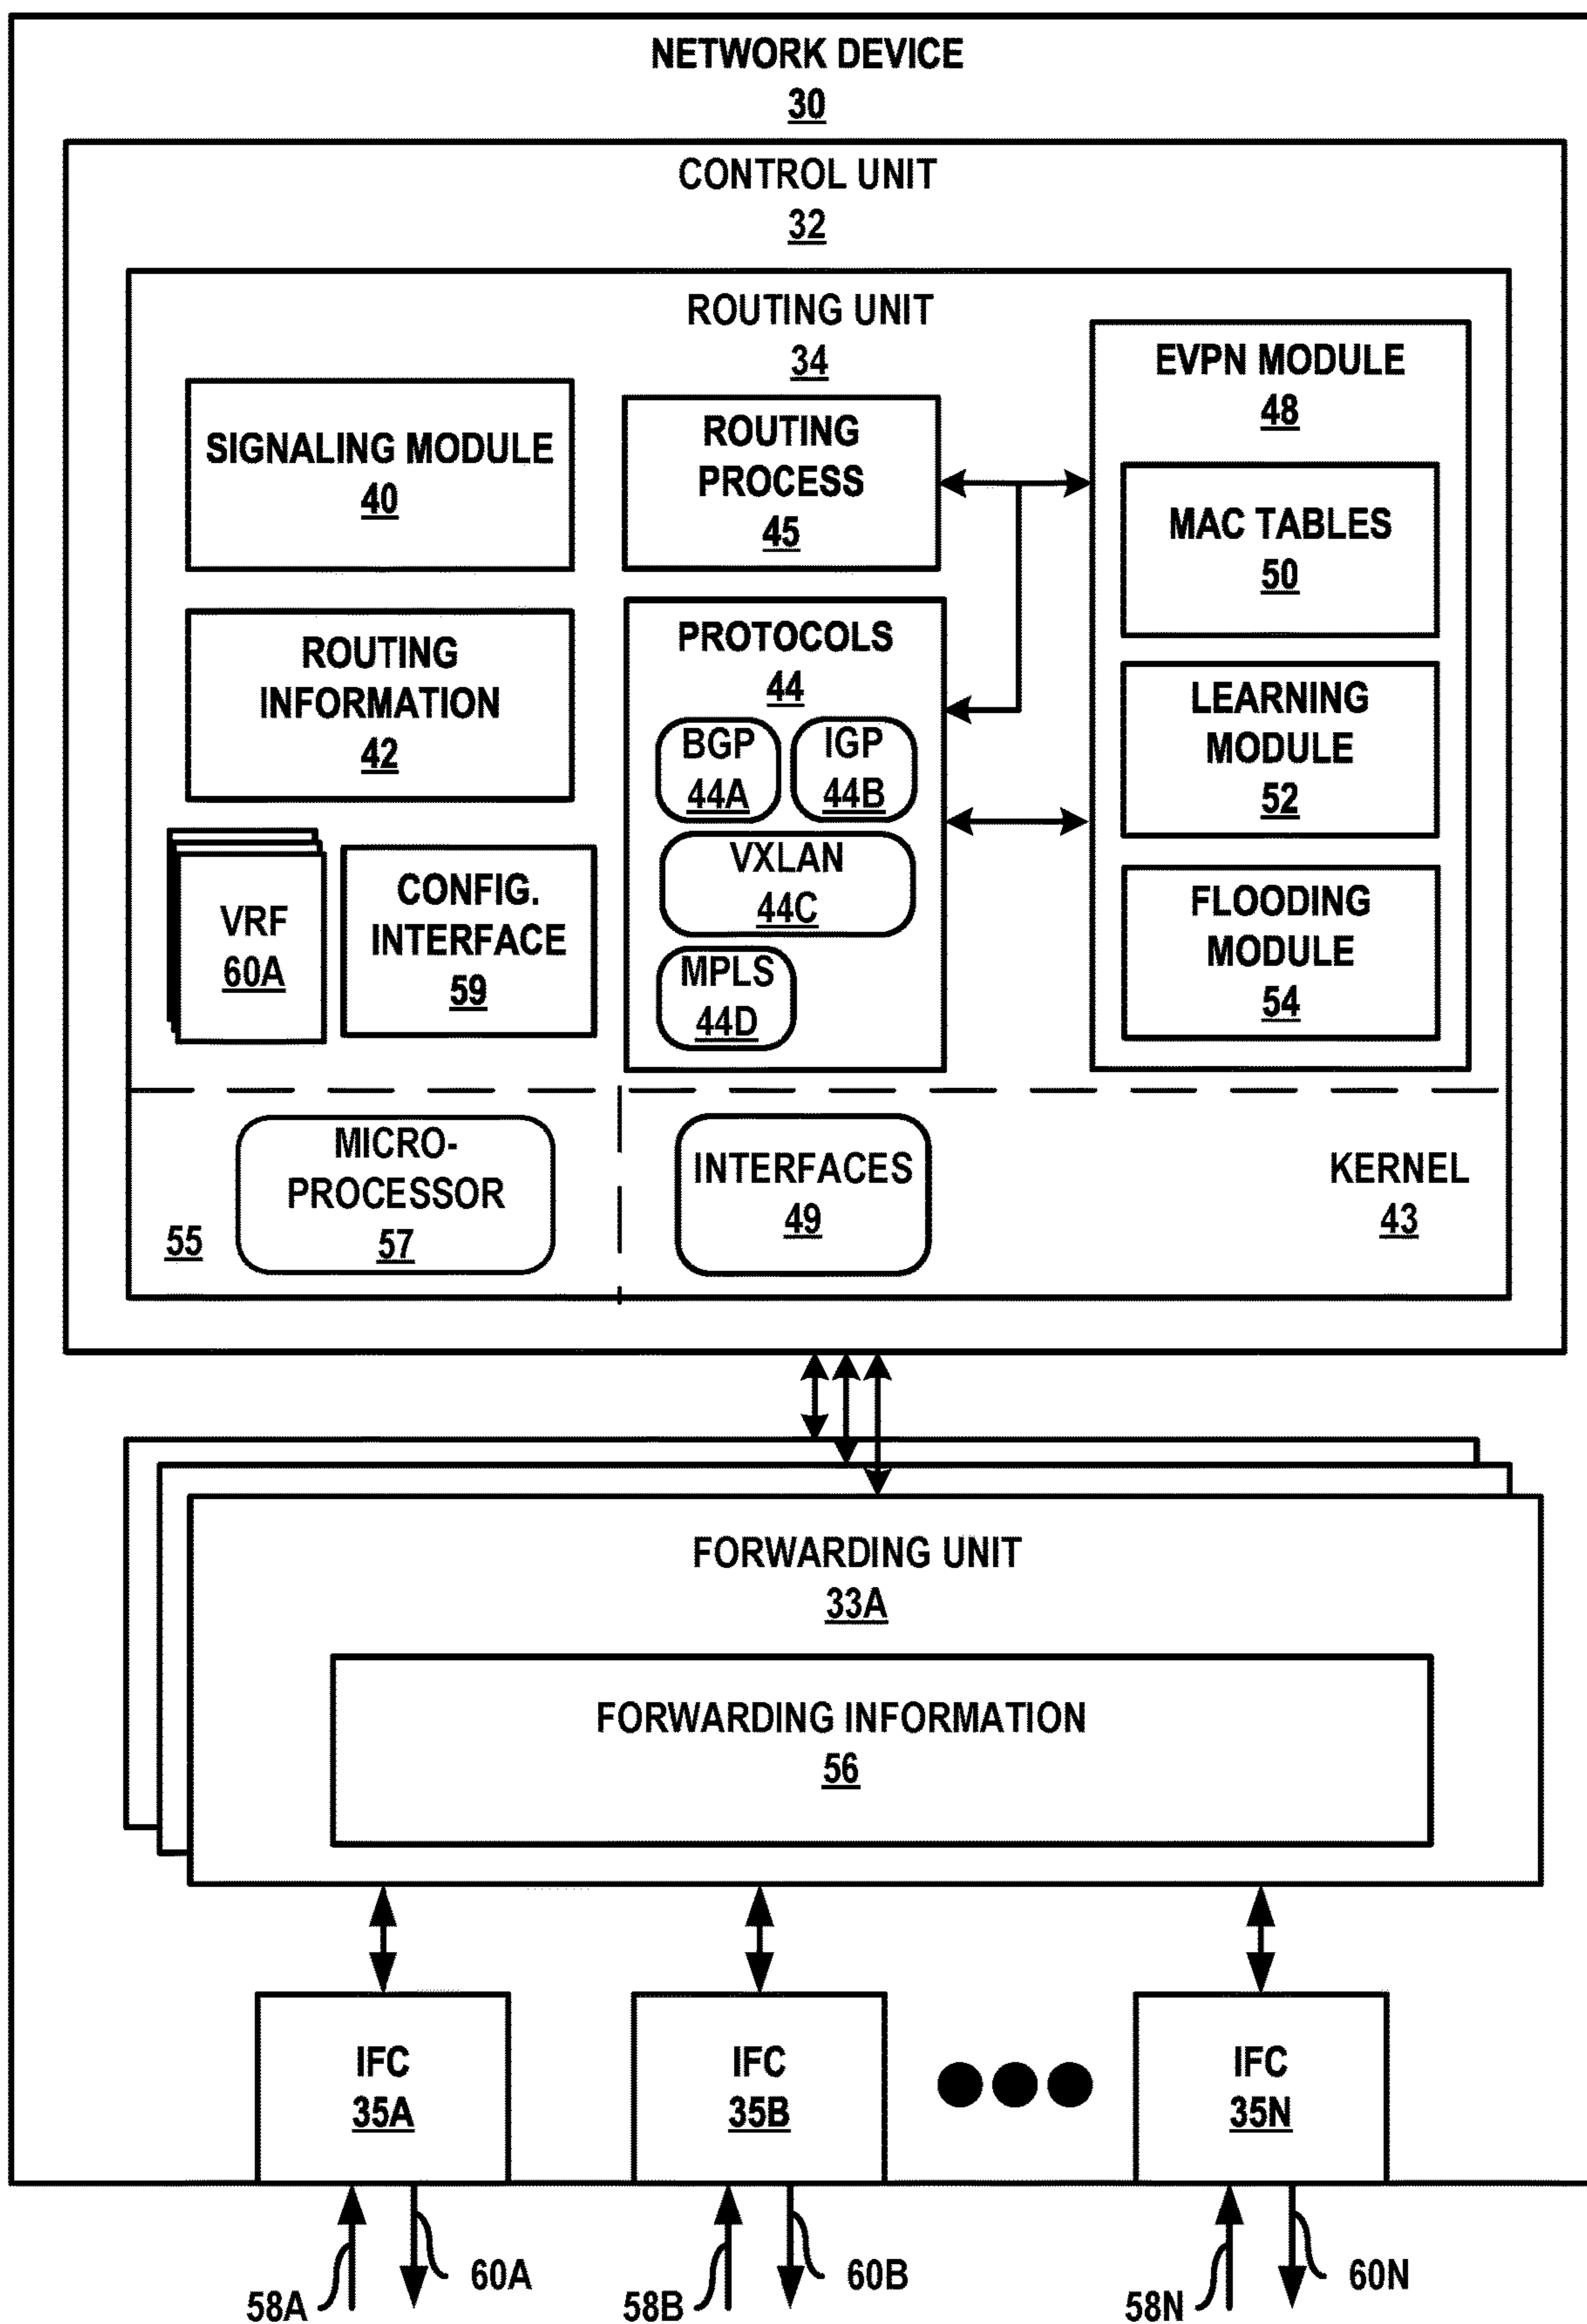 NETWORK DEVICE
30
CONTROL UNIT
32
ROUTING UNIT
34
SIGNALING MODULE
40
ROUTING
PROCESS
45
EVPN MODULE
48
MAC TABLES
50
ROUTING
INFORMATION
42
PROTOCOLS
44
BGP
44A
IGP
44B
VXLAN
44C
MPLS
44D
LEARNING
MODULE
52
FLOODING
MODULE
54
VRF
60A
CONFIG.
INTERFACE
59
55
MICRO-
PROCESSOR
57
INTERFACES
49
KERNEL
43
FORWARDING UNIT
33A
FORWARDING INFORMATION
56
IFC
35A
IFC
35B
IFC
35N
58A
60A
58B
60B
58N
60N